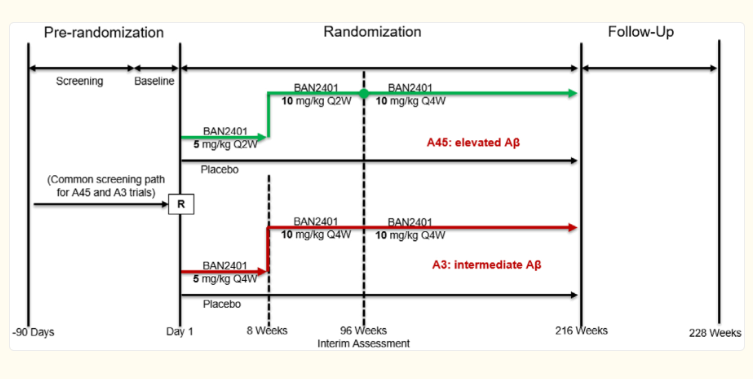 Pre-randomization
Randomization
Follow-Up
Screening
Baseline
BAN2401
10 mg/kg Q2W
BAN2401
10 mg/kg Q4W
BAN2401
5 mg/kg Q2W
A45: elevated Aβ
Placebo
(Common screening path
for A45 and A3 trials)
R
BAN2401
10 mg/kg Q4W
BAN2401
10 mg/kg Q4W
BAN2401
5 mg/kg Q4W
A3: intermediate Aβ
Placebo
-90 Days
Day 1
8 Weeks
96 Weeks
Interim Assessment
216 Weeks
228 Weeks